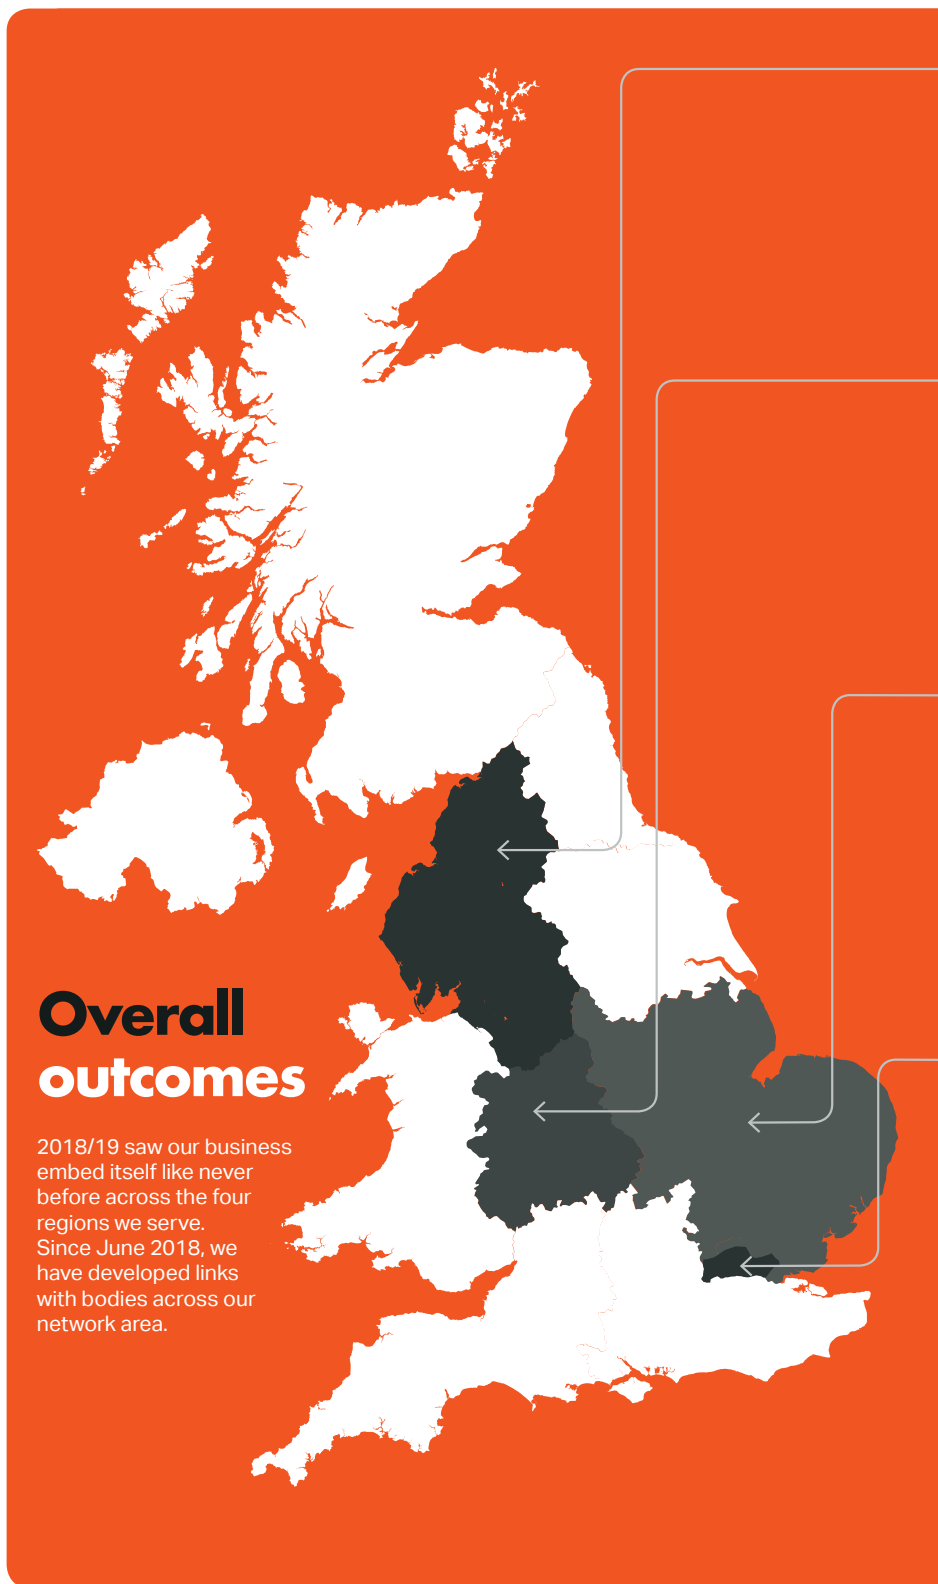 Overall
outcomes
2018/19 saw our business
embed itself like never
before across the four
regions we serve.
Since June 2018, we
have developed links
with bodies across our
network area.